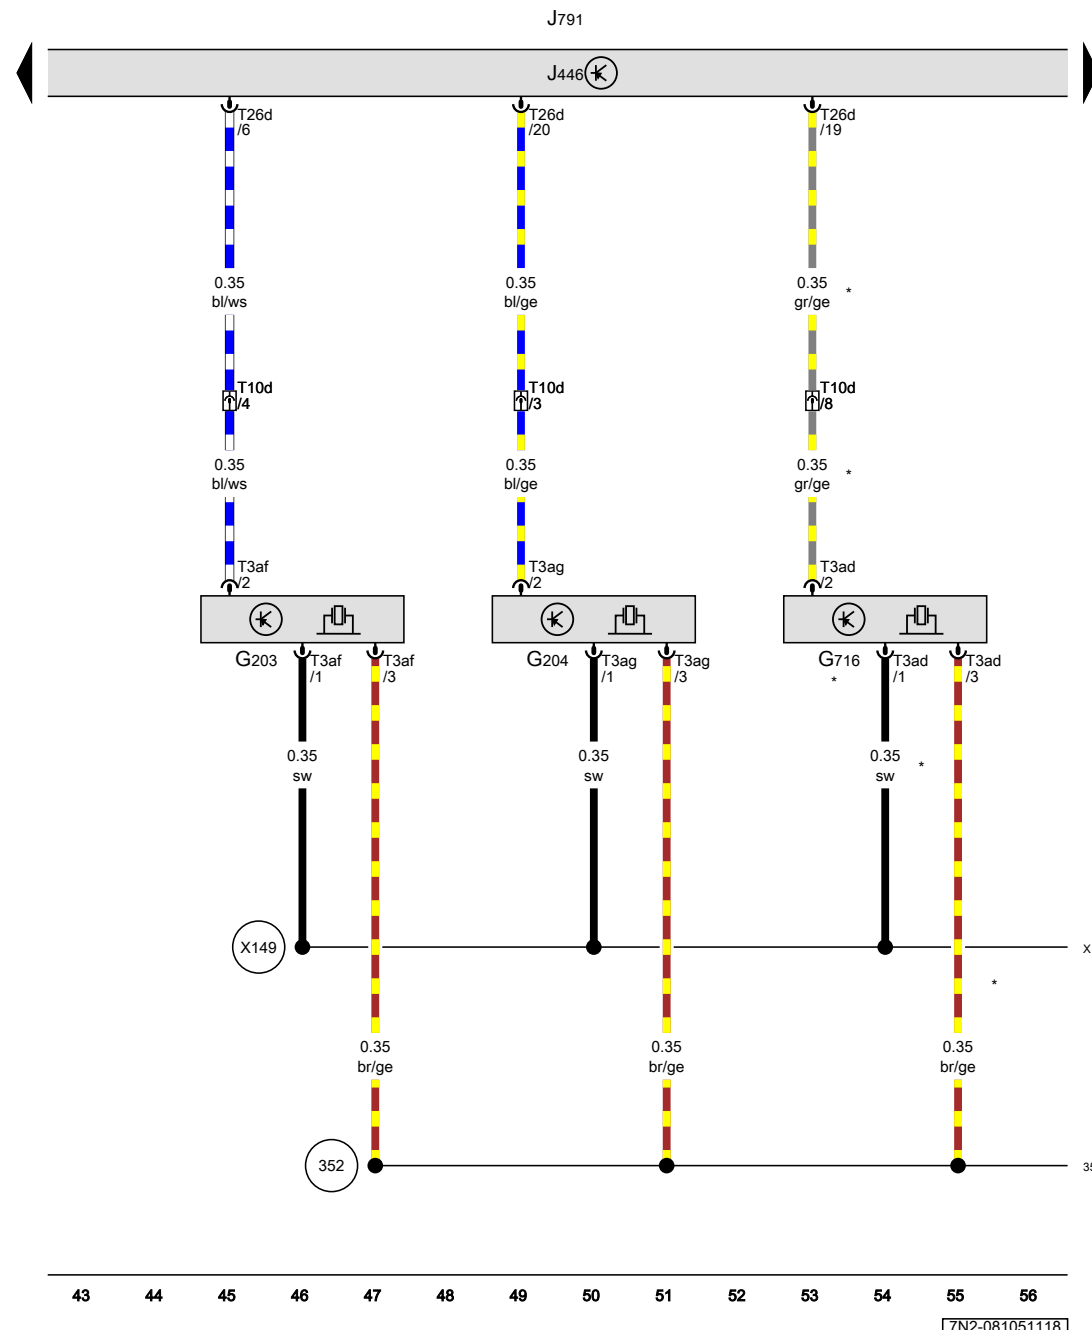 J791
J446
T26d
/6
T26d
/20
T26d
/19
0.35
bl/ws
0.35
bl/ge
0.35
gr/ge
*
T10d
/4
T10d
/3
T10d
/8
0.35
bl/ws
0.35
bl/ge
0.35
gr/ge
*
T3af
/2
T3ag
/2
T3ad
/2
G203
T3af
/1
T3af
/3
G204
T3ag
/1
T3ag
/3
G716
*
T3ad
/1
T3ad
/3
0.35
sw
0.35
sw
0.35
sw
*
X149
X
*
0.35
br/ge
0.35
br/ge
0.35
br/ge
352
43 44 45 46 47 48 49 50 51 52 53 54 55 56
7N2-081051118